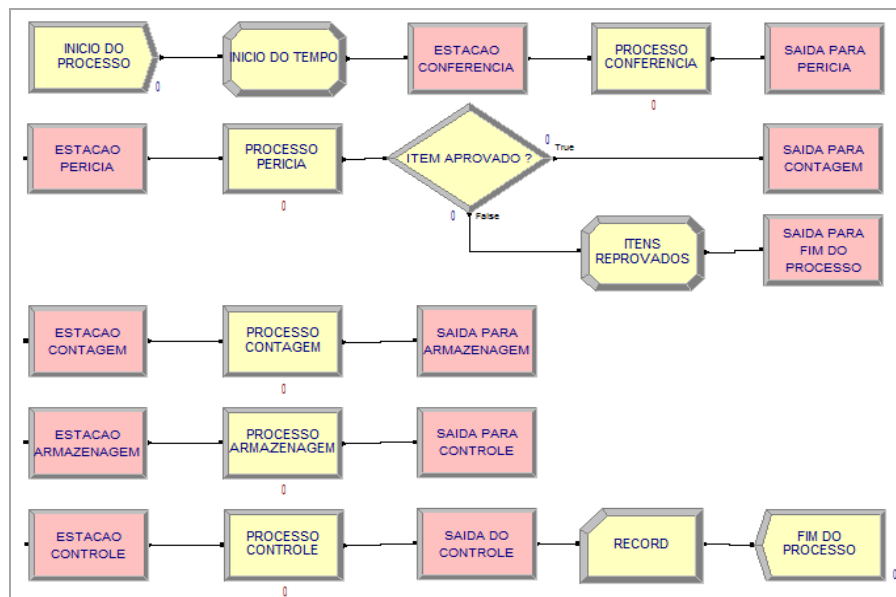 INICIO DO
PROCESSO
0
INICIO DO TEMPO
ESTACAO
CONFERENCIA
PROCESSO
CONFERENCIA
0
SAIDA PARA
PERICIA
ESTACAO
PERICIA
PROCESSO
PERICIA
0
ITEM APROVADO ?
0
True
0
False
SAIDA PARA
CONTAGEM
ITENS
REPROVADOS
SAIDA PARA
FIM DO
PROCESSO
ESTACAO
CONTAGEM
PROCESSO
CONTAGEM
0
SAIDA PARA
ARMAZENAGEM
ESTACAO
ARMAZENAGEM
PROCESSO
ARMAZENAGEM
0
SAIDA PARA
CONTROLE
ESTACAO
CONTROLE
PROCESSO
CONTROLE
0
SAIDA DO
CONTROLE
RECORD
FIM DO
PROCESSO
0